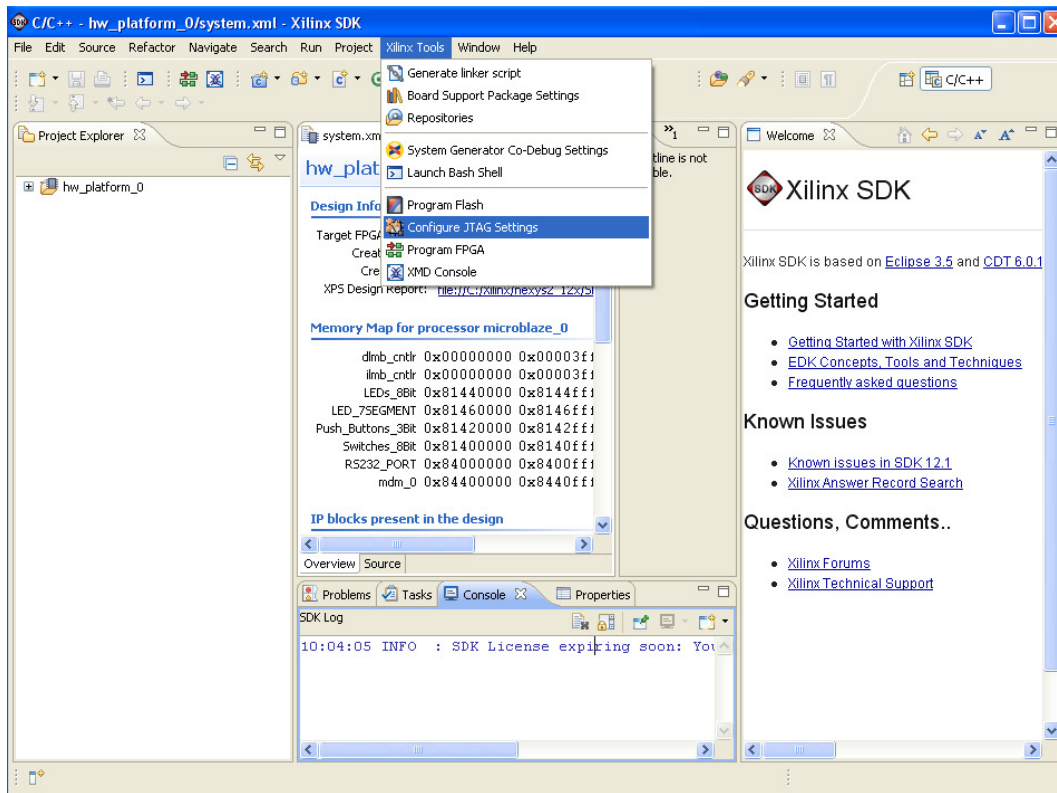 C/C++ - hw_platform_0/system.xml - Xilinx SDK
File Edit Source Refactor Navigate Search Run Project Xilinx Tools Window Help
C/C++
Generate linker script
Board Support Package Settings
Repositories
System Generator Co-Debug Settings
Launch Bash Shell
Program Flash
Configure JTAG Settings
Program FPGA
XMD Console
Project Explorer
hw_platform_0
system.xm
hw_plat
Design Info
Target FPGA
Creat
Cre
XPS Design Report: file://C:/Xilinx/nexys2_12x/S
Memory Map for processor microblaze_0
dlmb_cntlr 0x00000000 0x00003fff
ilmb_cntlr 0x00000000 0x00003fff
LEDs_8Bit 0x81440000 0x8144fff
LED_7SEGMENT 0x81460000 0x8146fff
Push_Buttons_3Bit 0x81420000 0x8142fff
Switches_8Bit 0x81400000 0x8140fff
RS232_PORT 0x84000000 0x8400fff
mdm_0 0x84400000 0x8440fff
IP blocks present in the design
Overview Source
»1
tline is not
ble.
Welcome
SDK Xilinx SDK
Xilinx SDK is based on Eclipse 3.5 and CDT 6.0.1
Getting Started
Getting Started with Xilinx SDK
EDK Concepts, Tools and Techniques
Frequently asked questions
Known Issues
Known issues in SDK 12.1
Xilinx Answer Record Search
Questions, Comments..
Xilinx Forums
Xilinx Technical Support
Problems Tasks Console Properties
SDK Log
10:04:05 INFO : SDK License expiring soon: You